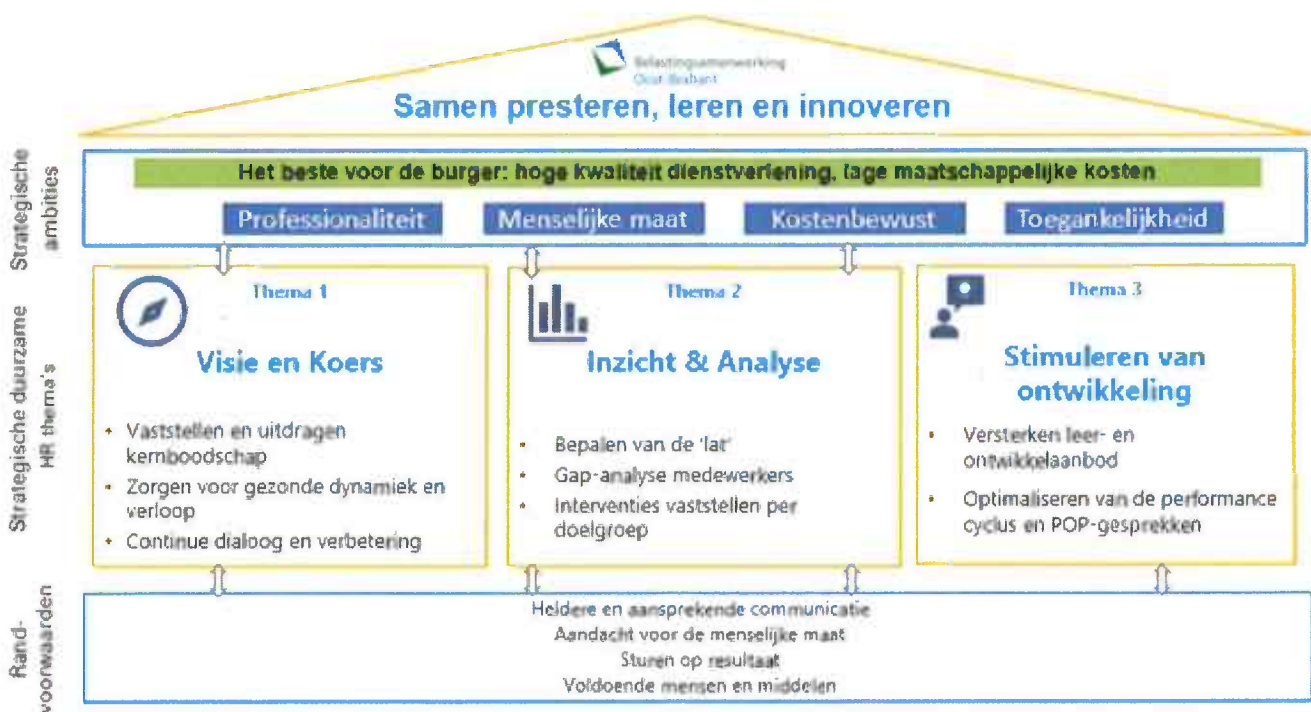 Belastingsamenwerking
Oost-Brabant
Samen presteren, leren en innoveren
Strategische
ambities
Het beste voor de burger: hoge kwaliteit dienstverlening, lage maatschappelijke kosten
Professionaliteit
Menselijke maat
Kostenbewust
Toegankelijkheid
Strategische duurzame
HR thema's
Thema 1
Visie en Koers
• Vaststellen en uitdragen
kernboodschap
• Zorgen voor gezonde dynamiek en
verloop
• Continue dialoog en verbetering
Thema 2
Inzicht & Analyse
• Bepalen van de 'lat'
• Gap-analyse medewerkers
• Interventies vaststellen per
doelgroep
Thema 3
Stimuleren van
ontwikkeling
• Versterken leer- en
ontwikkelaanbod
• Optimaliseren van de performance
cyclus en POP-gesprekken
Rand-
voorwaarden
Heldere en aansprekende communicatie
Aandacht voor de menselijke maat
Sturen op resultaat
Voldoende mensen en middelen